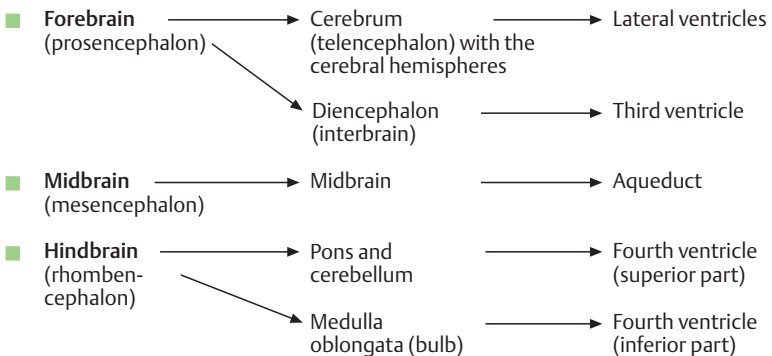 Forebrain
(prosencephalon)
Cerebrum
(telencephalon) with the
cerebral hemispheres
Lateral ventricles
Diencephalon
(interbrain)
Third ventricle
Midbrain
(mesencephalon)
Midbrain
Aqueduct
Hindbrain
(rhomben-
cephalon)
Pons and
cerebellum
Fourth ventricle
(superior part)
Medulla
oblongata (bulb)
Fourth ventricle
(inferior part)